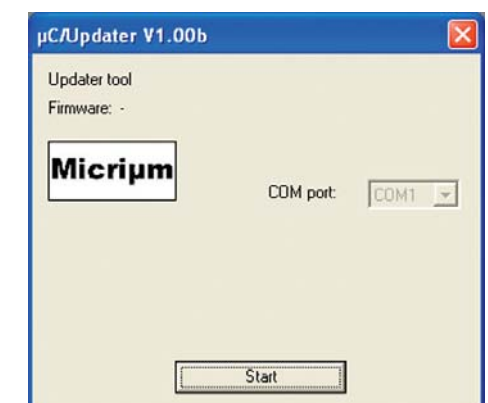 µC/Updater V1.00b
Updater tool
Firmware: -
Micriµm
COM port: COM1
Start